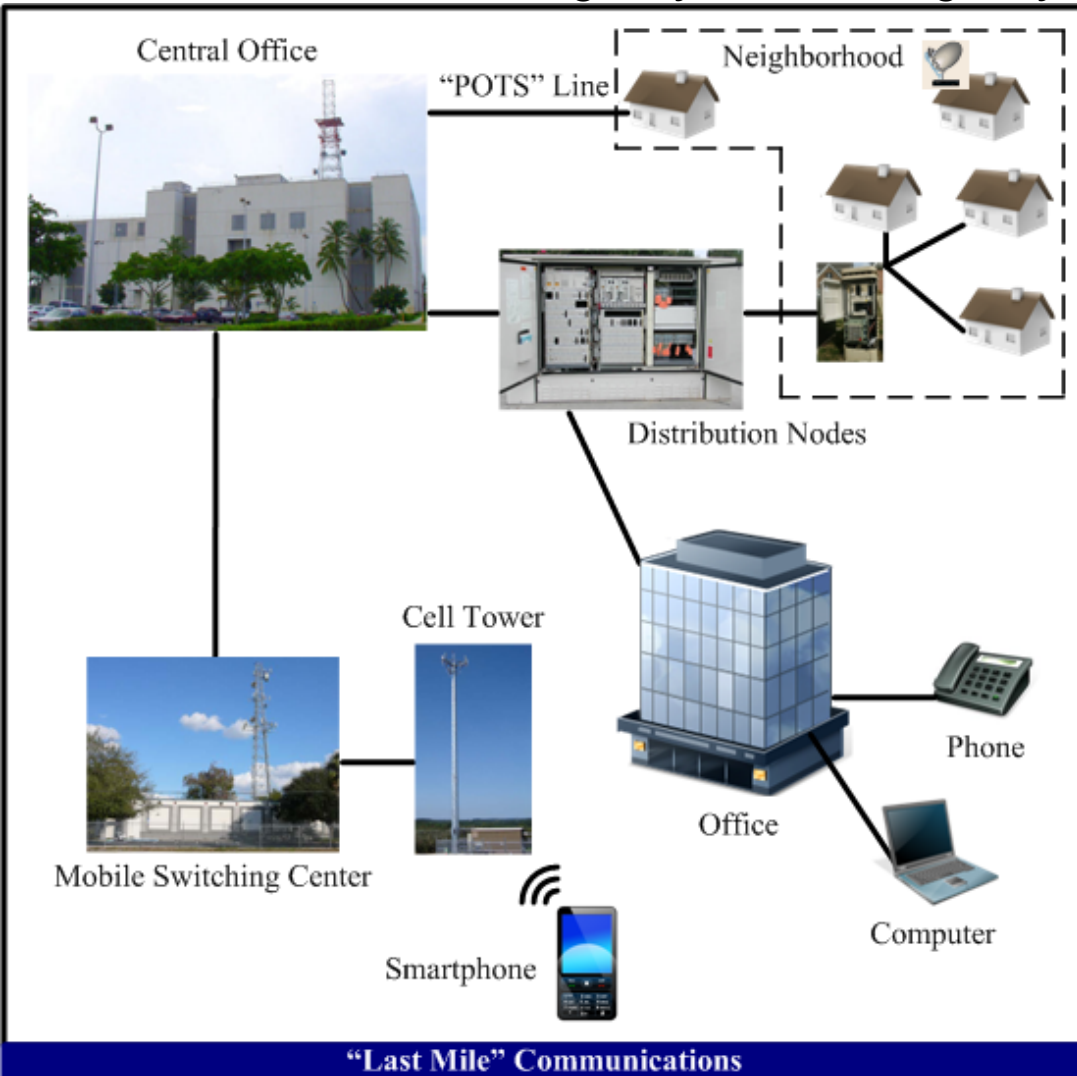 Central Office
Neighborhood
“POTS” Line
Distribution Nodes
Cell Tower
Phone
Office
Mobile Switching Center
Computer
Smartphone
“Last Mile” Communications